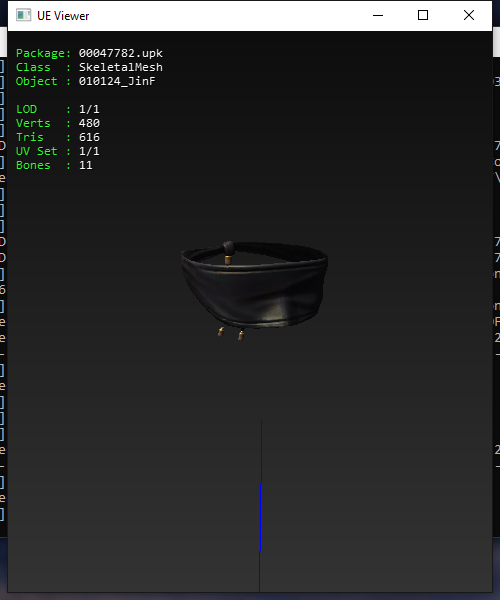 UE Viewer
Package: 00047782.upk
Class : SkeletalMesh
Object : 010124_JinF
LOD : 1/1
Verts : 480
Tris : 616
UV Set : 1/1
Bones : 11